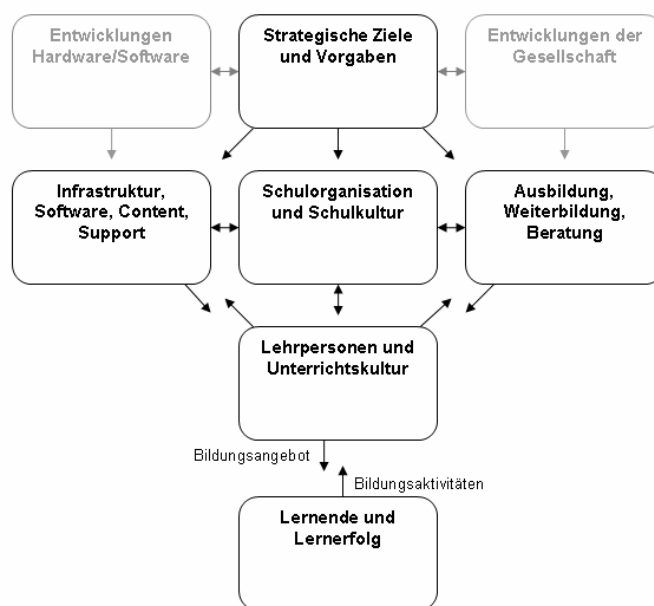 Entwicklungen
Hardware/Software
Strategische Ziele
und Vorgaben
Entwicklungen der
Gesellschaft
Infrastruktur,
Software, Content,
Support
Schulorganisation
und Schulkultur
Ausbildung,
Weiterbildung,
Beratung
Lehrpersonen und
Unterrichtskultur
Bildungsangebot
Bildungsaktivitäten
Lernende und
Lernerfolg